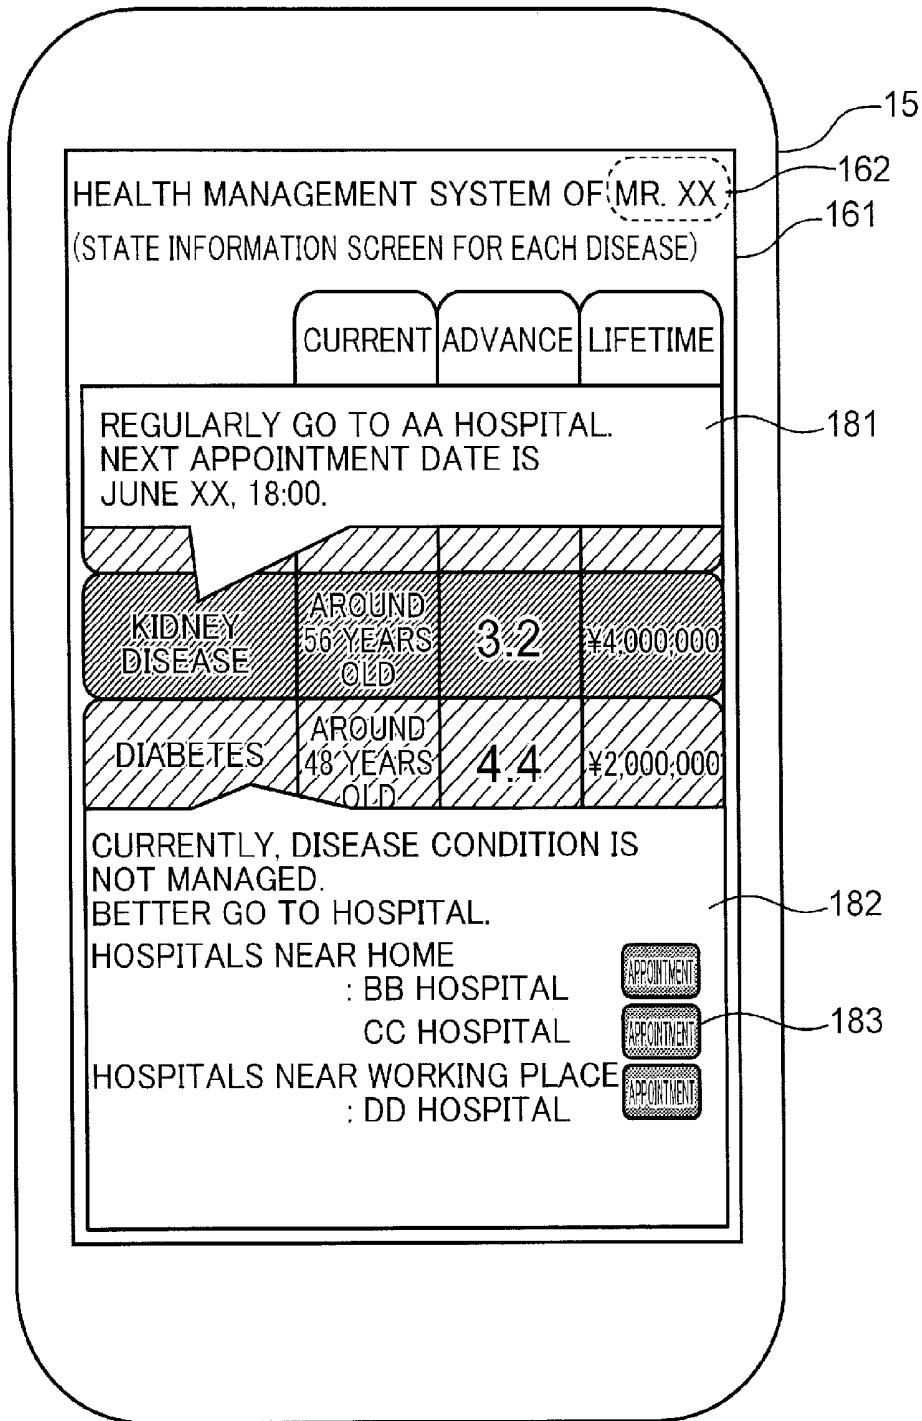 15
HEALTH MANAGEMENT SYSTEM OF MR. XX
162
161
(STATE INFORMATION SCREEN FOR EACH DISEASE)
CURRENT ADVANCE LIFETIME
REGULARLY GO TO AA HOSPITAL.
181
NEXT APPOINTMENT DATE IS
JUNE XX, 18:00.
KIDNEY
DISEASE
AROUND
56 YEARS
OLD
3.2
¥4,000,000
DIABETES
AROUND
48 YEARS
OLD
4.4
¥2,000,000
CURRENTLY, DISEASE CONDITION IS
NOT MANAGED.
BETTER GO TO HOSPITAL.
182
HOSPITALS NEAR HOME
: BB HOSPITAL
APPOINTMENT
CC HOSPITAL
APPOINTMENT
183
HOSPITALS NEAR WORKING PLACE
: DD HOSPITAL
APPOINTMENT